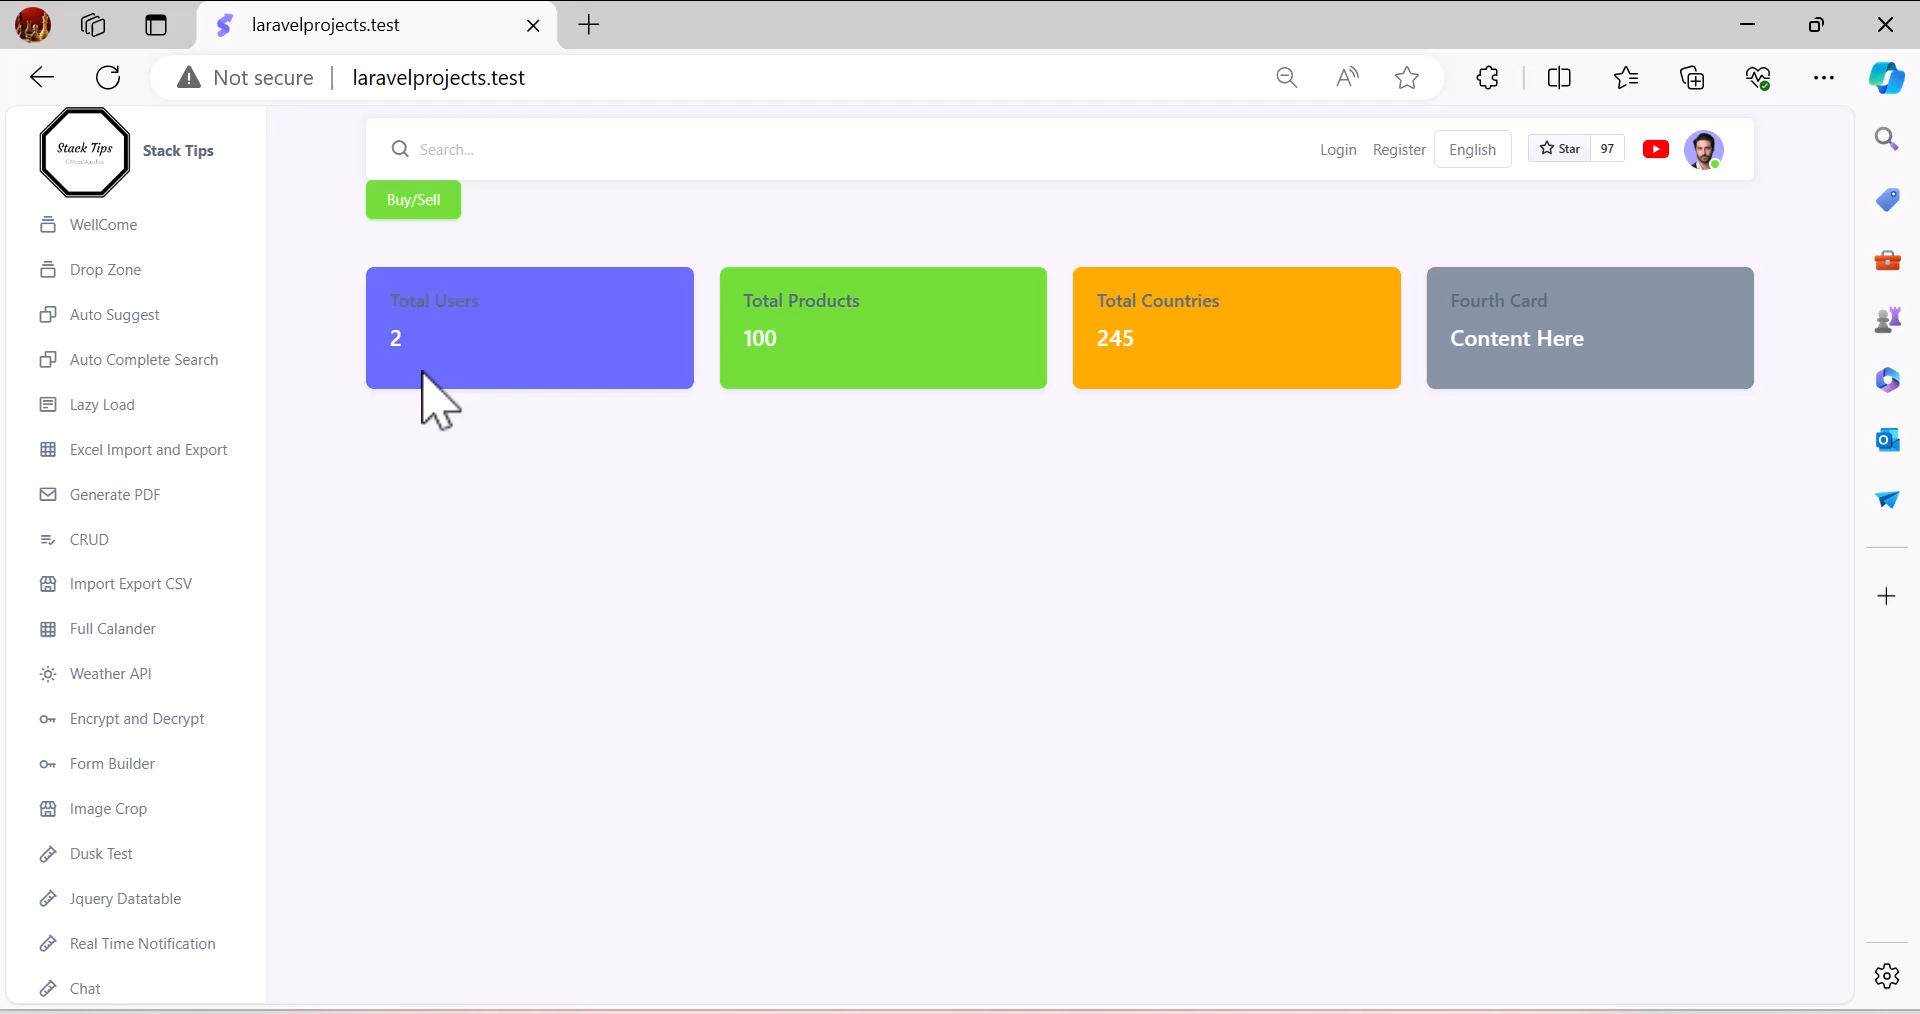 laravelprojects.test
Not secure
laravelprojects.test
Stack Tips
Stack Tips
Search...
Login
Register
English
Star
97
Buy/Sell
WellCome
Drop Zone
Auto Suggest
Auto Complete Search
Lazy Load
Excel Import and Export
Generate PDF
CRUD
Import Export CSV
Full Calander
Weather API
Encrypt and Decrypt
Form Builder
Image Crop
Dusk Test
Jquery Datatable
Real Time Notification
Chat
Total Users
2
Total Products
100
Total Countries
245
Fourth Card
Content Here